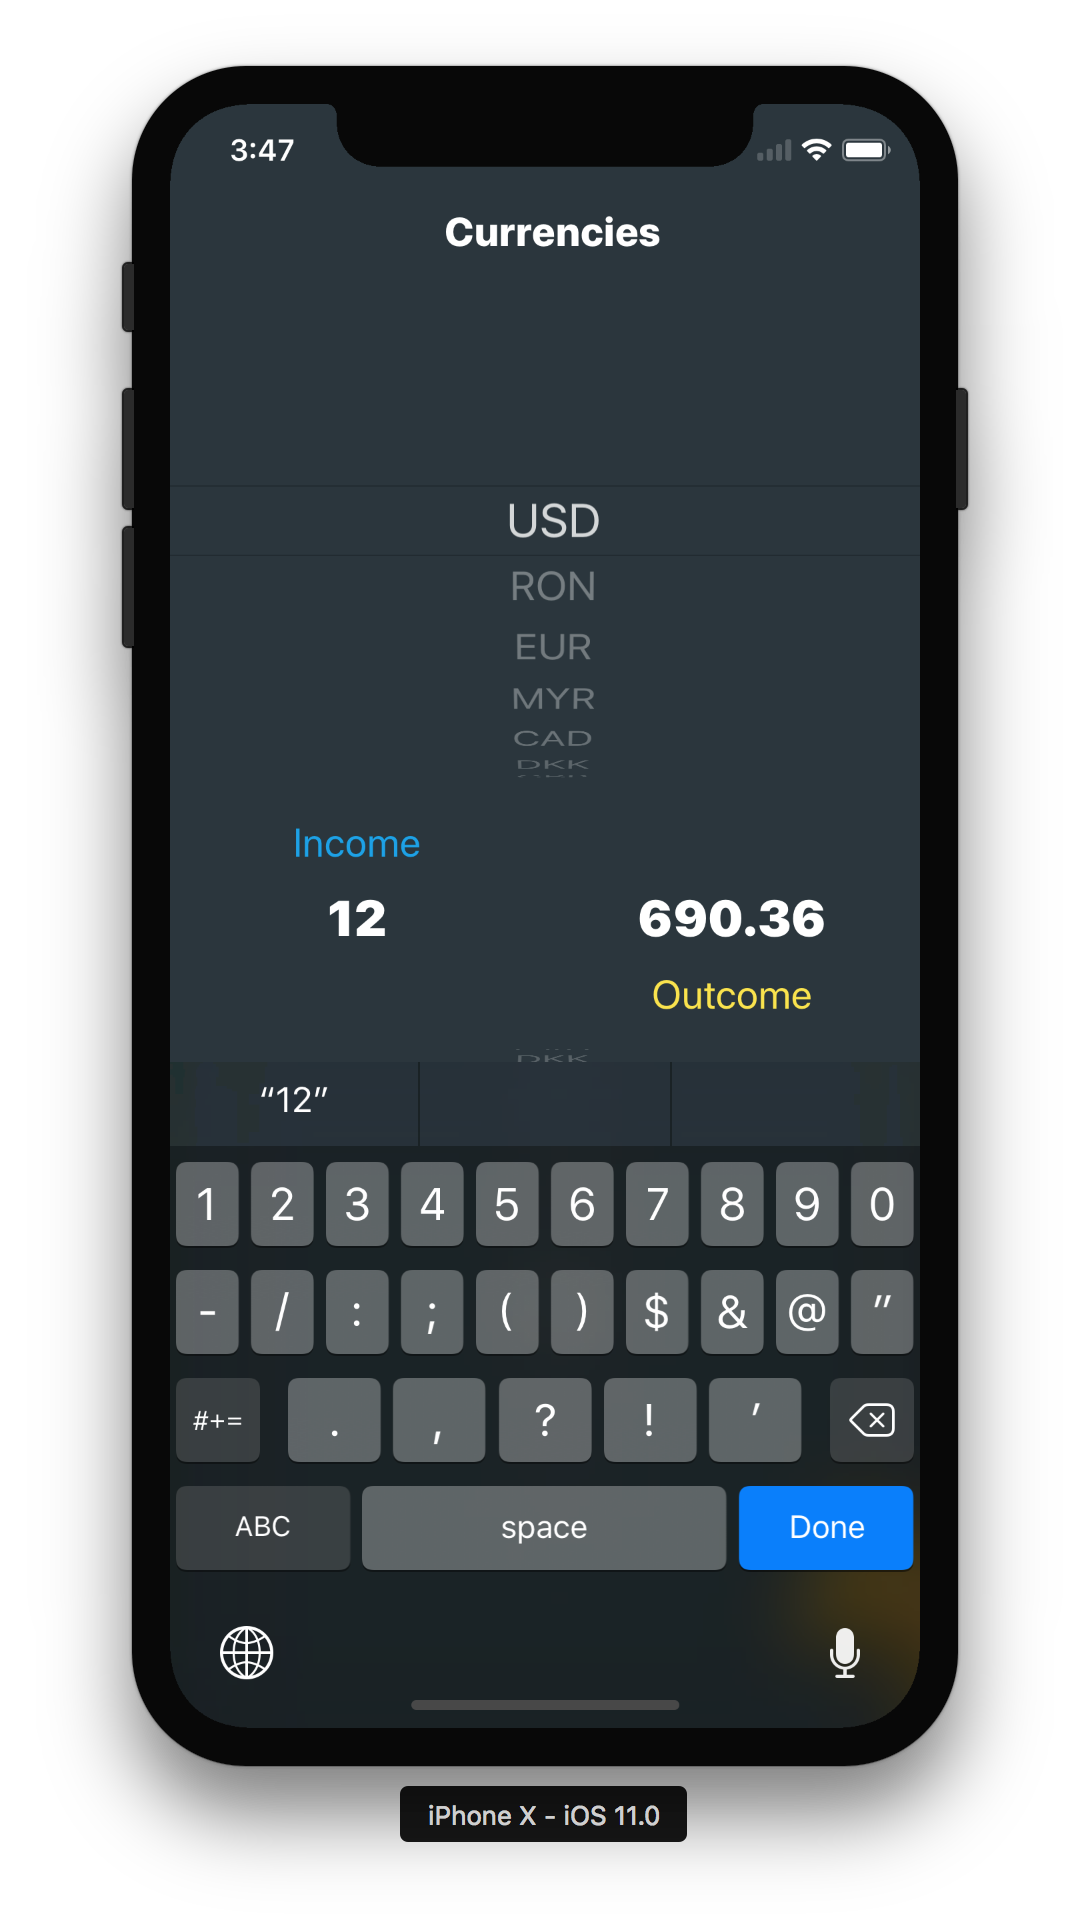 3:47
Currencies
USD
RON
EUR
MYR
CAD
DKK
Income
12
690.36
Outcome
DKK
“12”
1 2 3 4 5 6 7 8 9 0
- / : ; ( ) $ & @ "
#+= . , ? ! '
ABC space Done
iPhone X - iOS 11.0